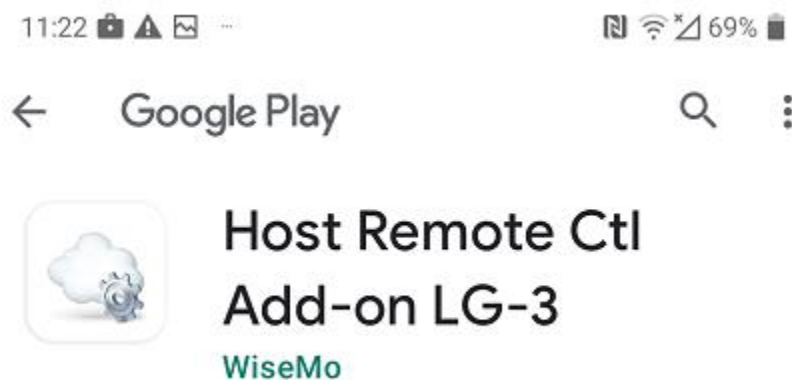 11:22
69%
Google Play
Host Remote Ctl
Add-on LG-3
WiseMo